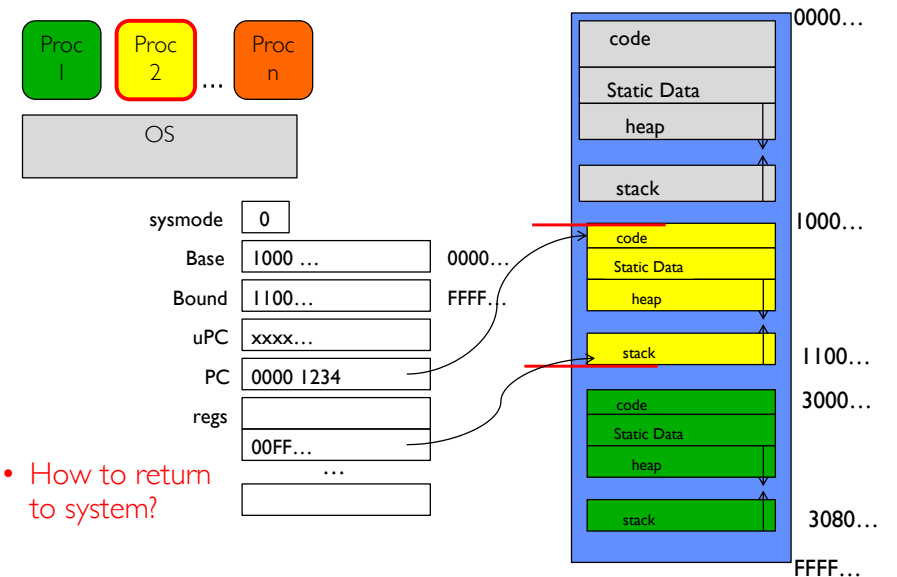 Proc
1
Proc
2
...
Proc
n
OS
sysmode 0
Base 1000 ... 0000...
Bound 1100... FFFF...
uPC xxxx...
PC 0000 1234
regs
00FF...
...
• How to return
to system?
0000...
code
Static Data
heap
stack
1000...
code
Static Data
heap
stack
1100...
3000...
code
Static Data
heap
stack
3080...
FFFF...